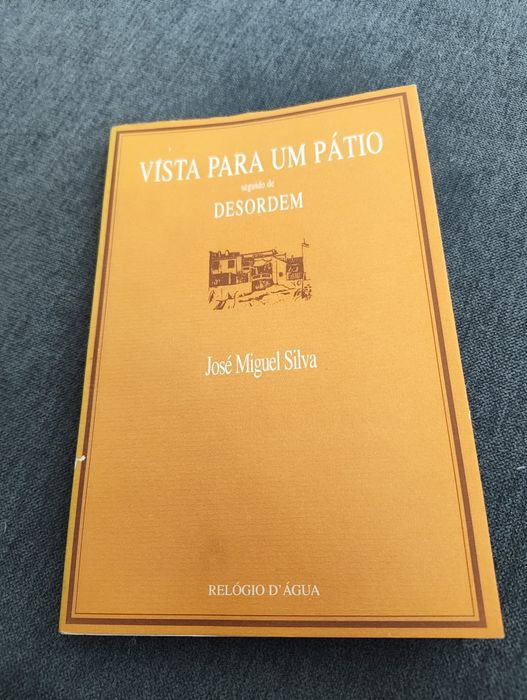 VISTA PARA UM PÁTIO
seguido de
DESORDEM
José Miguel Silva
RELÓGIO D'ÁGUA